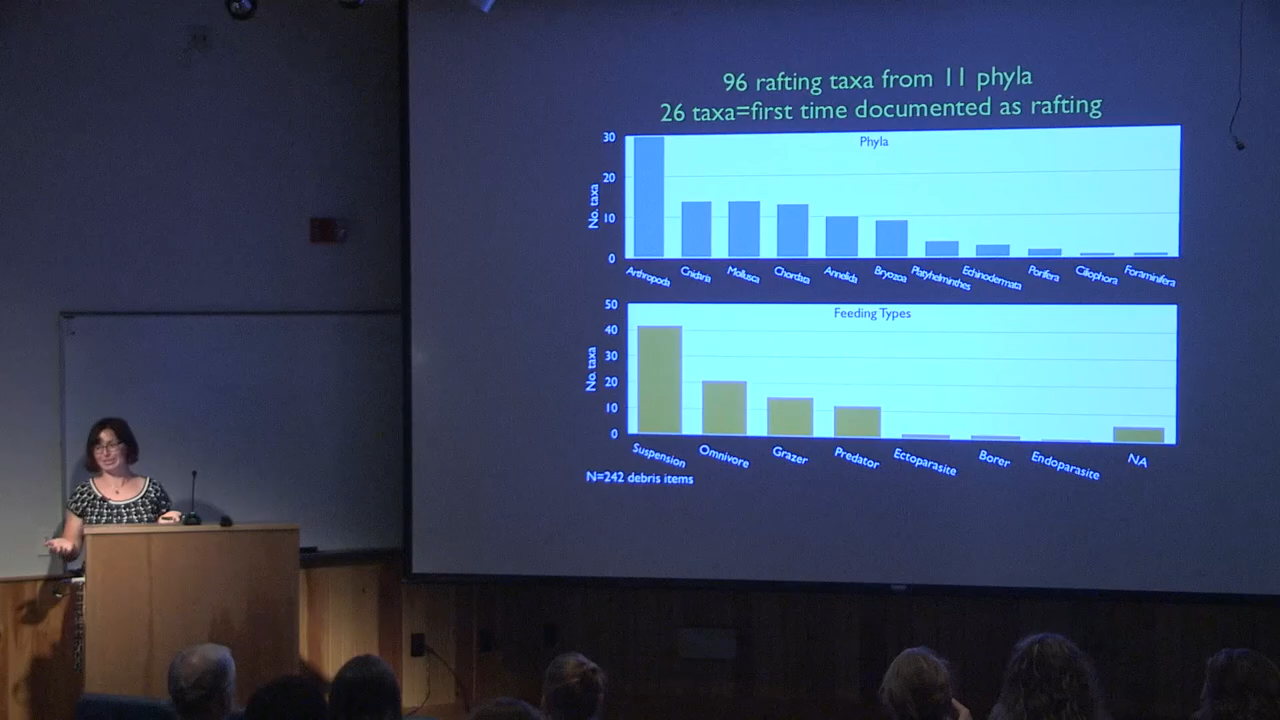 96 rafting taxa from 11 phyla
26 taxa=first time documented as rafting
Phyla
No. taxa
30
20
10
0
Arthropoda Cnidaria Mollusca Chordata Annelida Bryozoa Platyhelminthes Echinodermata Porifera Ciliophora Foraminifera
Feeding Types
No. taxa
50
40
30
20
10
0
Suspension Omnivore Grazer Predator Ectoparasite Borer Endoparasite NA
N=242 debris items